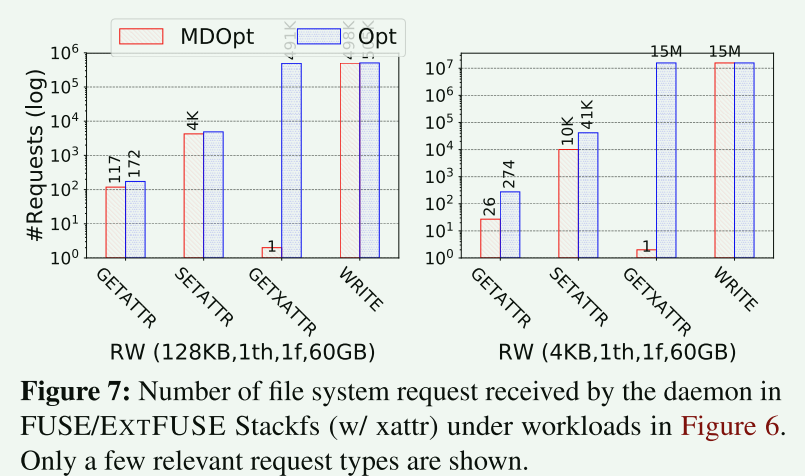 MDOpt Opt
#Requests (log)
10^6
10^5
10^4
10^3
10^2
10^1
10^0
117
172
4K
1
491K
498K
GETATTR
SETATTR
GETXATTR
WRITE
RW (128KB,1th,1f,60GB)
10^7
10^6
10^5
10^4
10^3
10^2
10^1
10^0
26
274
10K
41K
1
15M
15M
GETATTR
SETATTR
GETXATTR
WRITE
RW (4KB,1th,1f,60GB)
Figure 7: Number of file system request received by the daemon in
FUSE/EXTFUSE Stackfs (w/ xattr) under workloads in Figure 6.
Only a few relevant request types are shown.